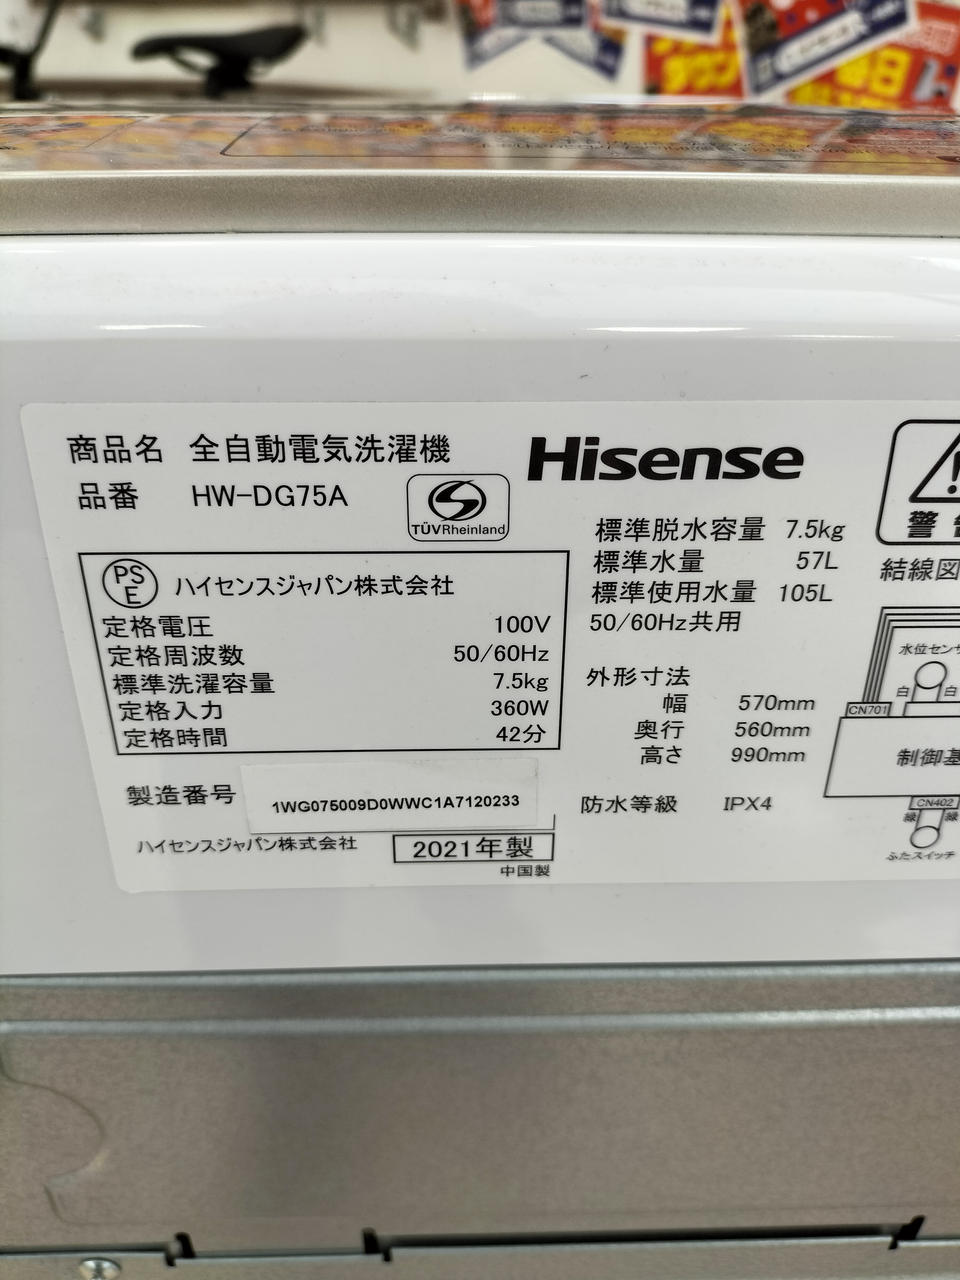 商品名 全自動電気洗濯機
品番 HW-DG75A
TÜVRheinland
Hisense
PS
E
ハイセンスジャパン株式会社
定格電圧 100V
定格周波数 50/60Hz
標準洗濯容量 7.5kg
定格入力 360W
定格時間 42分
製造番号 1WG075009D0WWC1A7120233
ハイセンスジャパン株式会社 2021年製
中国製
標準脱水容量 7.5kg
標準水量 57L
標準使用水量 105L
50/60Hz共用
外形寸法
幅 570mm
奥行 560mm
高さ 990mm
防水等級 IPX4
警
結線図
水位センサ
白 白
CN701
制御基
CN402
緑 緑
ふたスイッチ
毎日